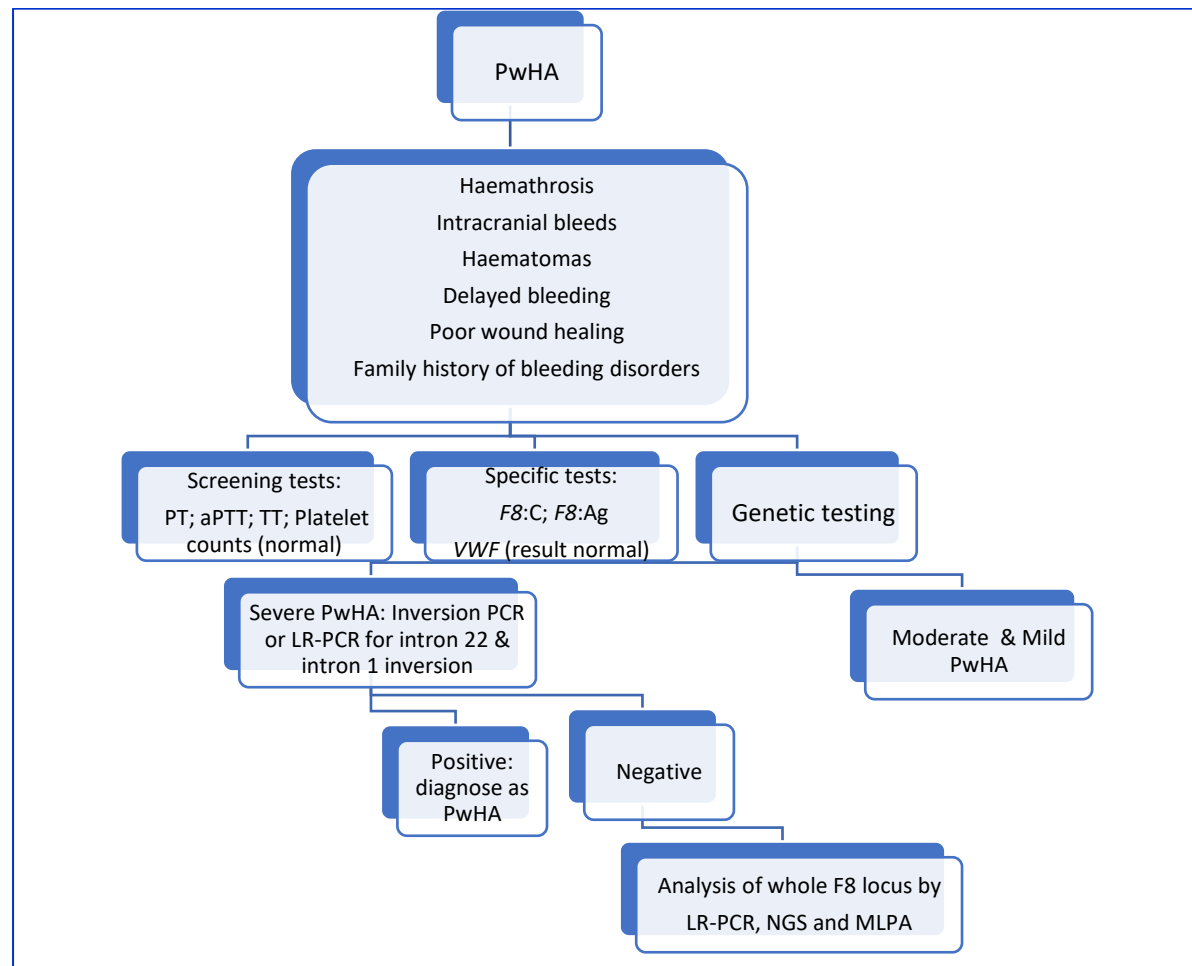 PwHA
Haemathrosis
Intracranial bleeds
Haematomas
Delayed bleeding
Poor wound healing
Family history of bleeding disorders
Screening tests:
PT; aPTT; TT; Platelet
counts (normal)
Specific tests:
F8:C; F8:Ag
VWF (result normal)
Genetic testing
Severe PwHA: Inversion PCR
or LR-PCR for intron 22 &
intron 1 inversion
Moderate & Mild
PwHA
Positive:
diagnose as
PwHA
Negative
Analysis of whole F8 locus by
LR-PCR, NGS and MLPA